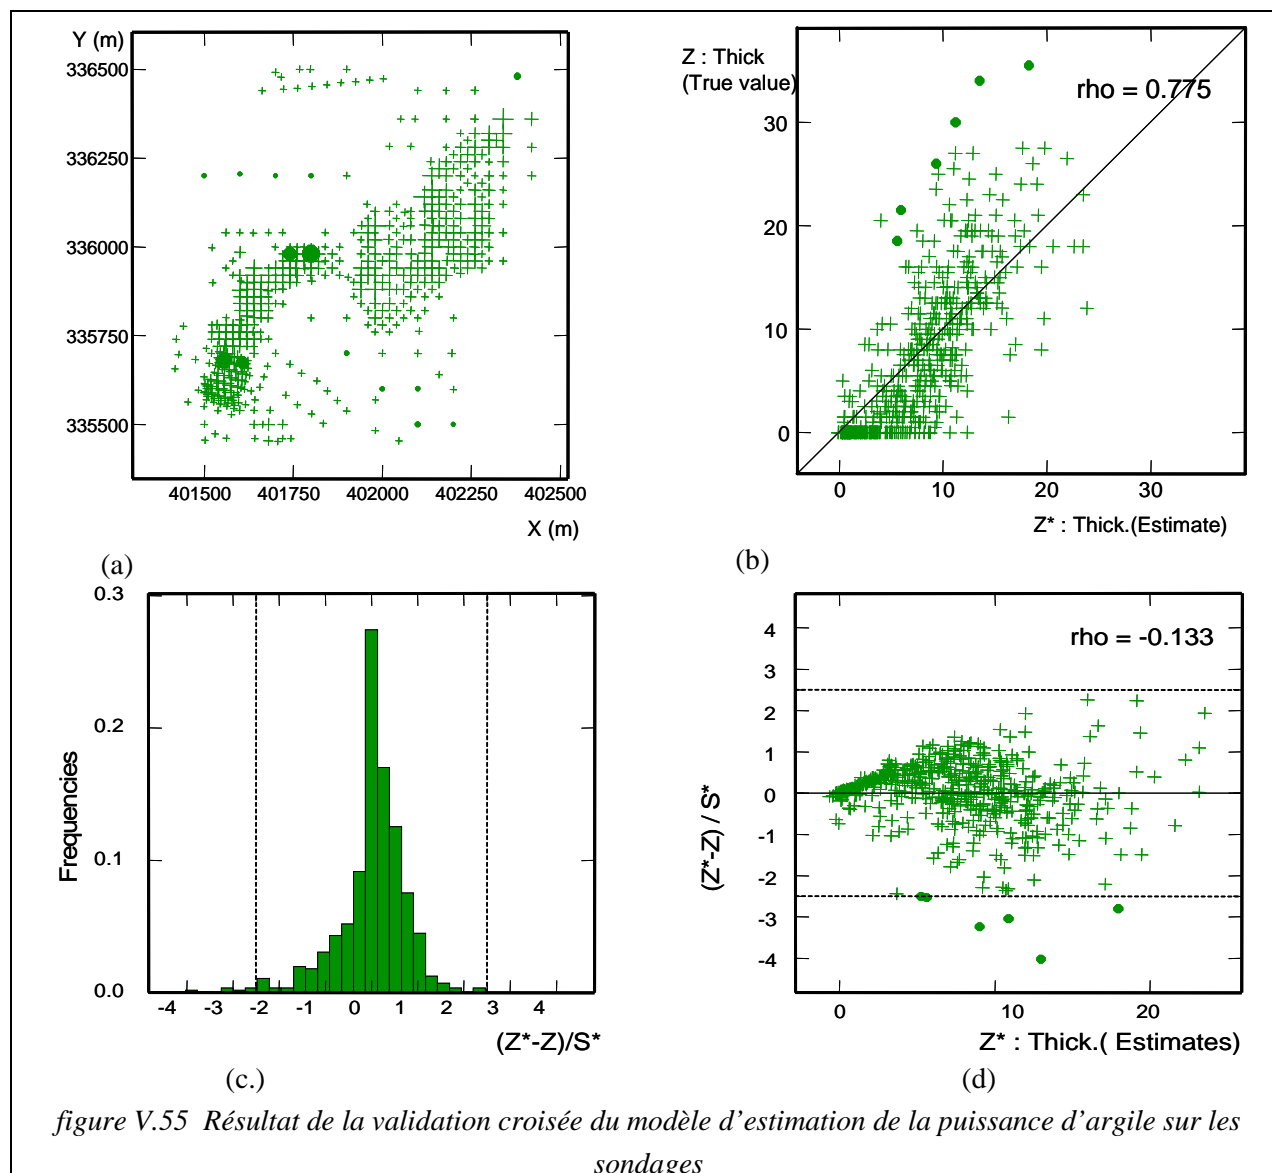 Y (m)
336500
336250
336000
335750
335500
401500 401750 402000 402250 402500
X (m)
(a)
Z : Thick
(True value)
rho = 0.775
30
20
10
0
0 10 20 30
Z* : Thick.(Estimate)
(b)
0.3
0.2
0.1
0.0
Frequencies
-4 -3 -2 -1 0 1 2 3 4
(Z*-Z)/S*
(c.)
rho = -0.133
4
3
2
1
0
-1
-2
-3
-4
(Z*-Z) / S*
0 10 20
Z* : Thick.( Estimates)
(d)
figure V.55 Résultat de la validation croisée du modèle d'estimation de la puissance d'argile sur les
sondages